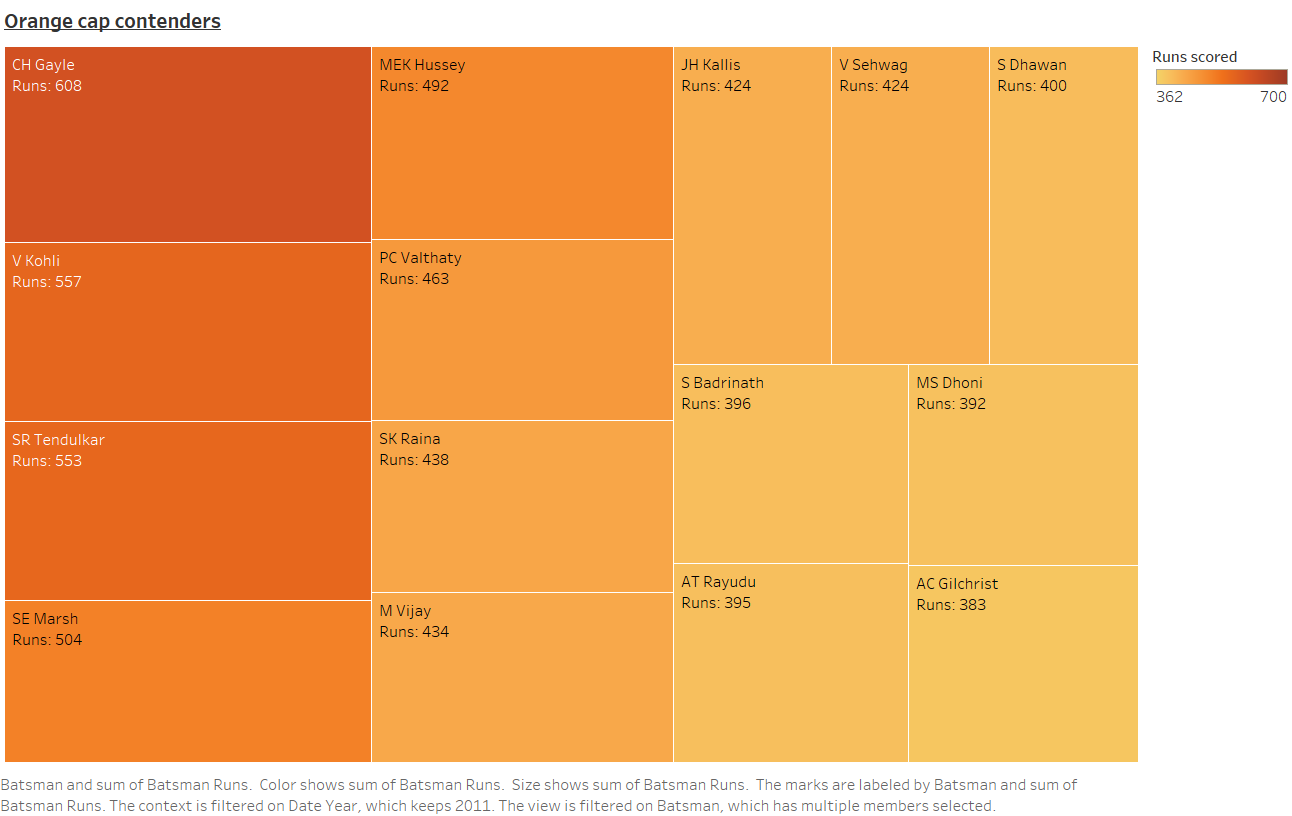 Orange cap contenders
CH Gayle
Runs: 608
V Kohli
Runs: 557
SR Tendulkar
Runs: 553
SE Marsh
Runs: 504
MEK Hussey
Runs: 492
PC Valthaty
Runs: 463
SK Raina
Runs: 438
M Vijay
Runs: 434
JH Kallis
Runs: 424
V Sehwag
Runs: 424
S Dhawan
Runs: 400
S Badrinath
Runs: 396
MS Dhoni
Runs: 392
AT Rayudu
Runs: 395
AC Gilchrist
Runs: 383
Runs scored
362 700
Batsman and sum of Batsman Runs.  Color shows sum of Batsman Runs.  Size shows sum of Batsman Runs.  The marks are labeled by Batsman and sum of
Batsman Runs. The context is filtered on Date Year, which keeps 2011. The view is filtered on Batsman, which has multiple members selected.